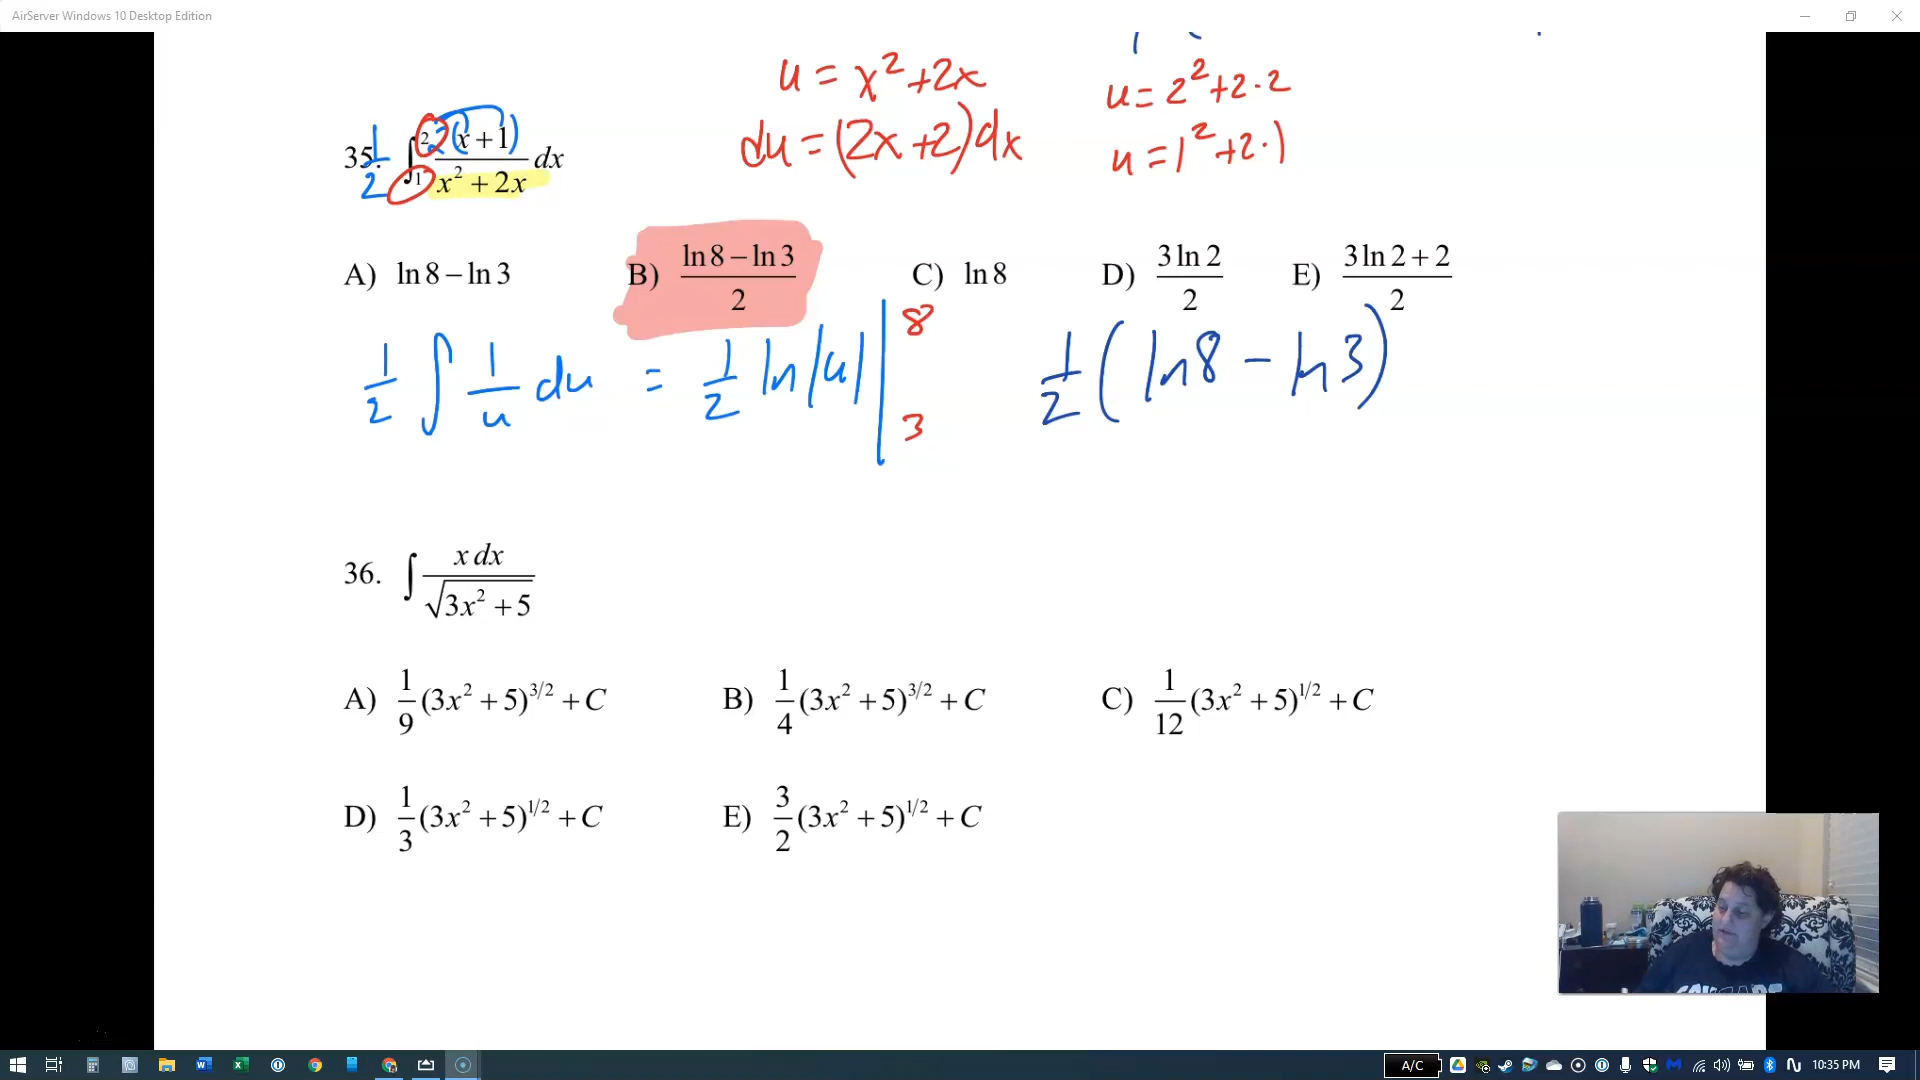 AirServer Windows 10 Desktop Edition
u = x² + 2x
du = (2x + 2)dx
u = 2² + 2·2
u = 1² + 2·1
35. 1/2 ∫₁² 2(x + 1)/(x² + 2x) dx
A) ln 8 – ln 3 B) (ln 8 – ln 3)/2 C) ln 8 D) 3 ln 2/2 E) (3 ln 2 + 2)/2
1/2 ∫ 1/u du = 1/2 ln|u| |₃⁸ 1/2 (ln 8 – ln 3)
36. ∫ x dx/√(3x² + 5)
A) 1/9 (3x² + 5)^3/2 + C B) 1/4 (3x² + 5)^3/2 + C C) 1/12 (3x² + 5)^1/2 + C
D) 1/3 (3x² + 5)^1/2 + C E) 3/2 (3x² + 5)^1/2 + C
A/C 10:35 PM